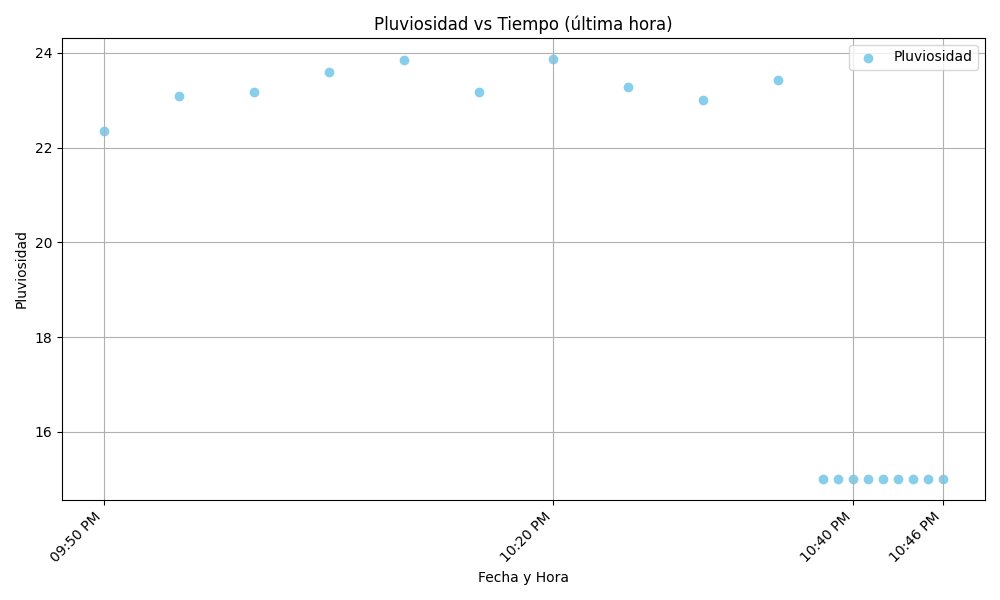 Pluviosidad vs Tiempo (última hora)
Pluviosidad
24
22
20
18
16
Pluviosidad
09:50 PM
10:20 PM
10:40 PM
10:46 PM
Fecha y Hora